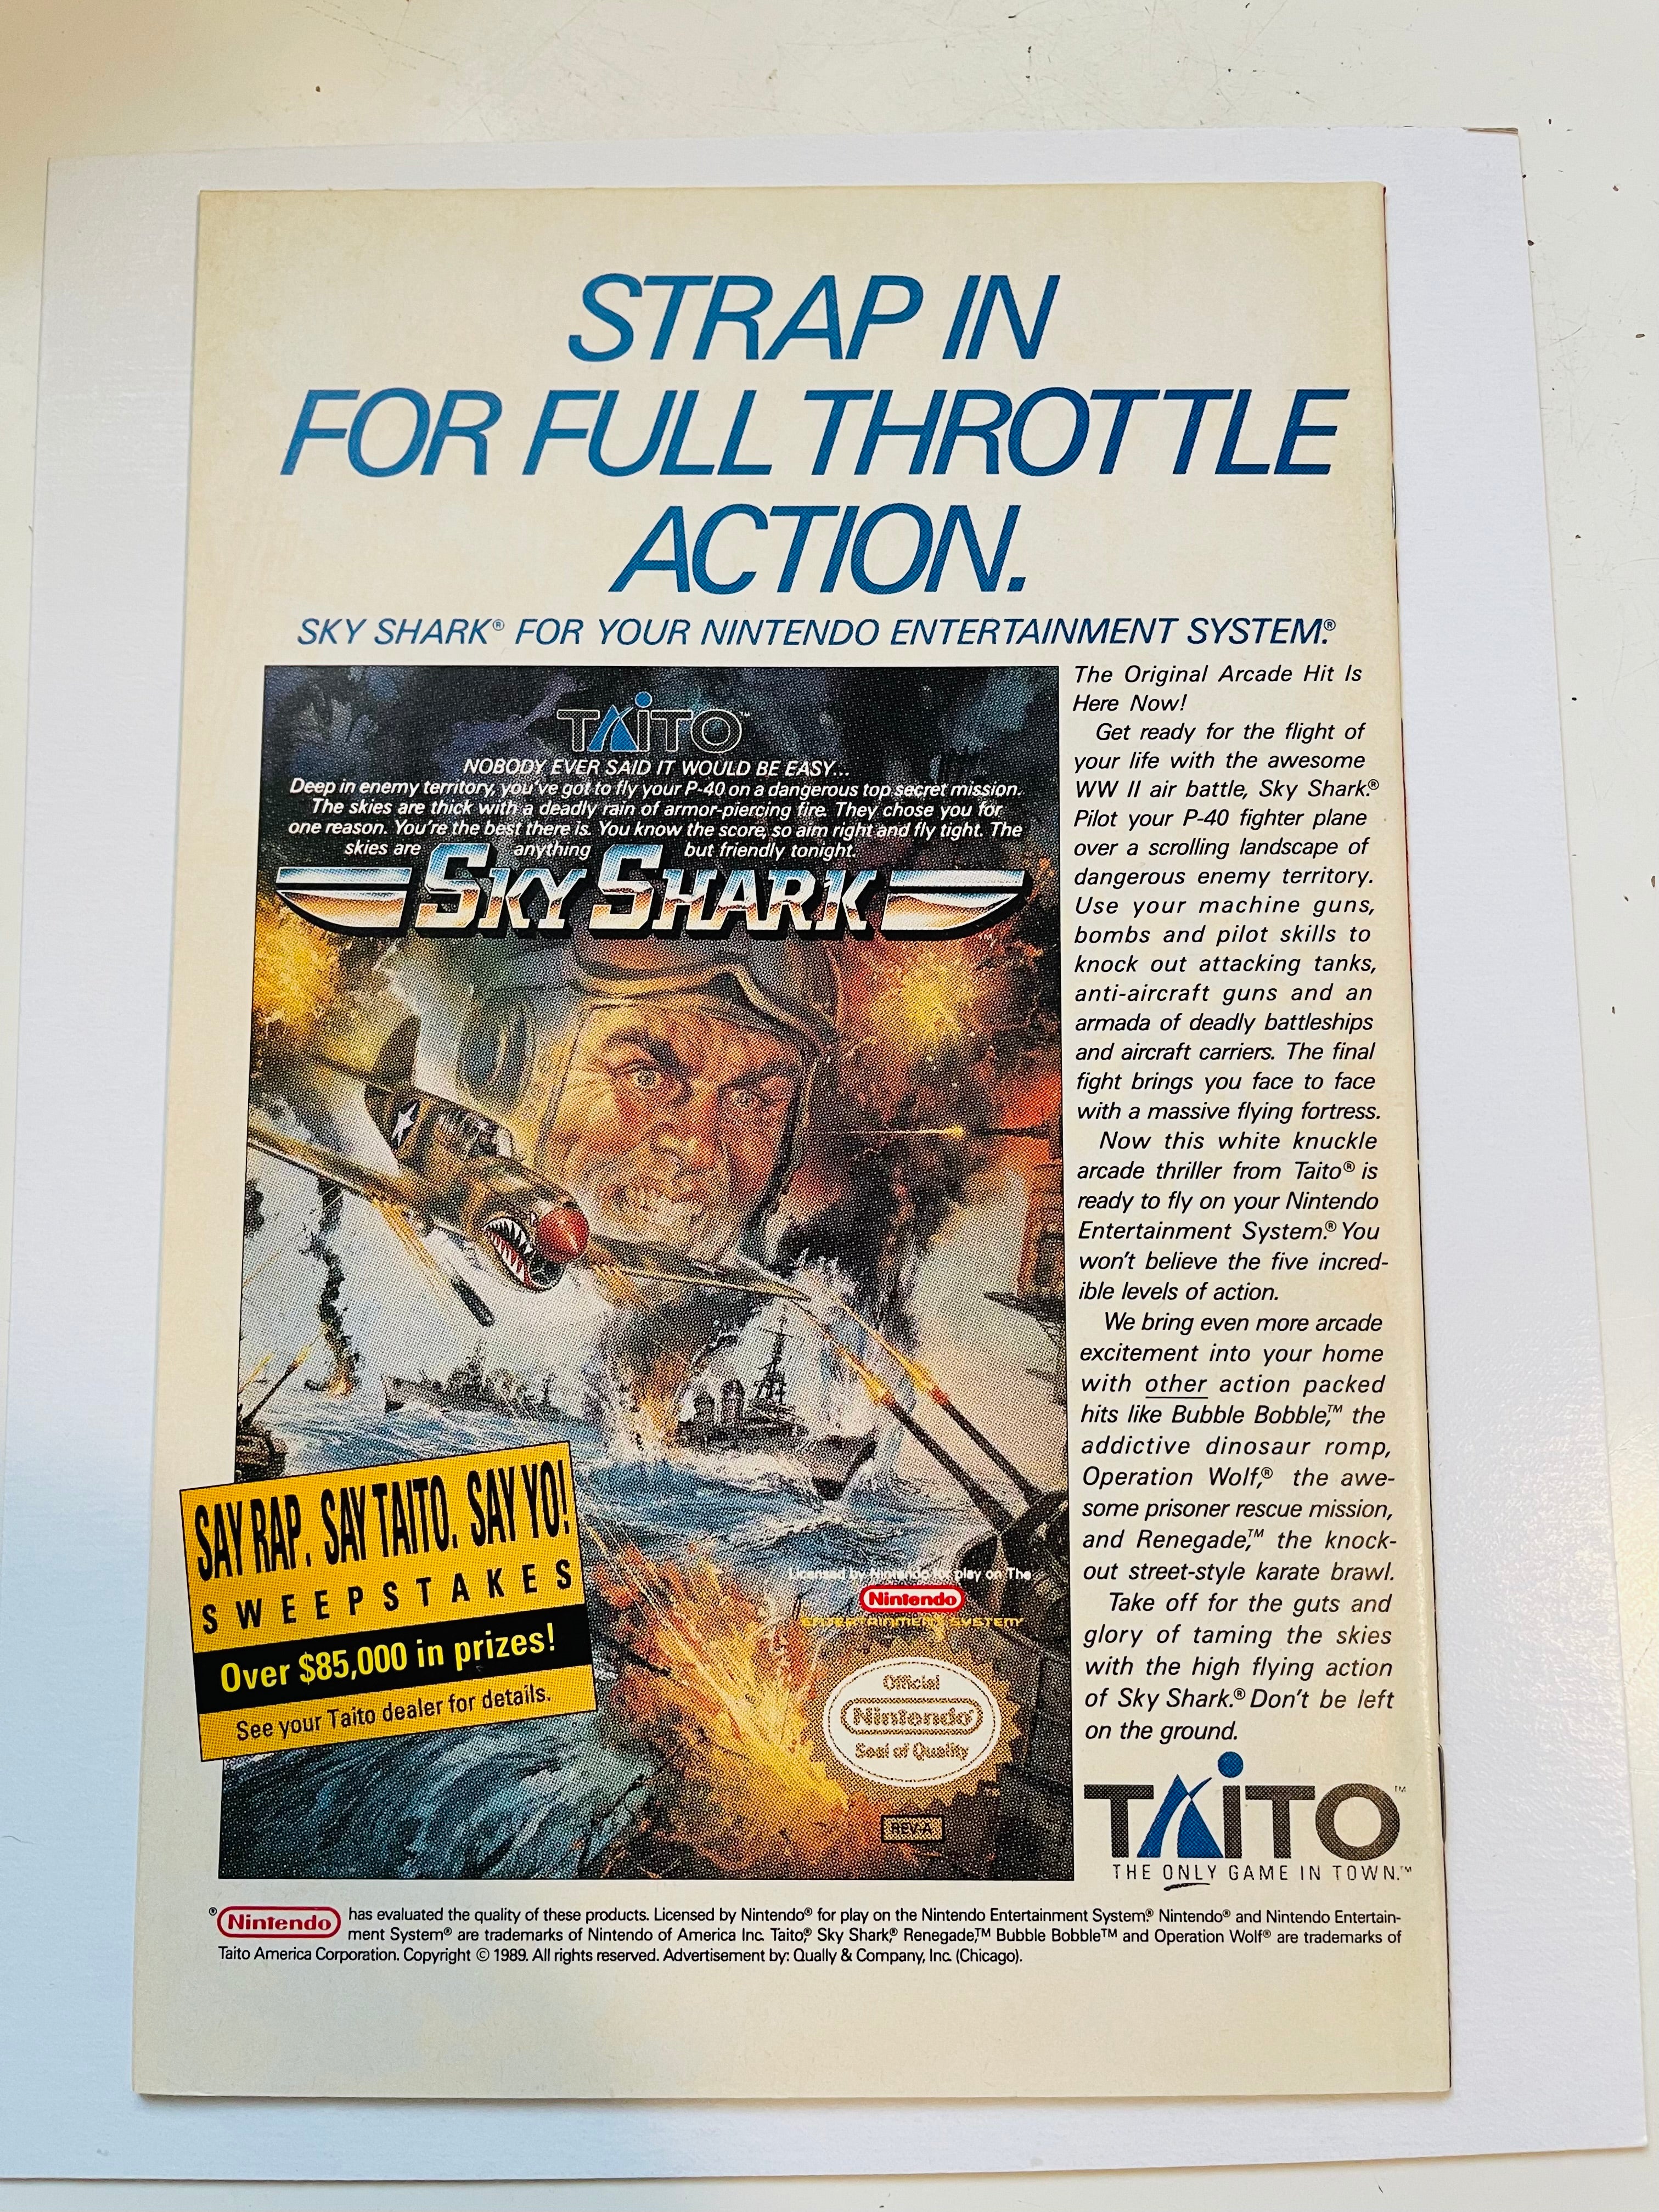 STRAP IN
FOR FULL THROTTLE
ACTION.
SKY SHARK® FOR YOUR NINTENDO ENTERTAINMENT SYSTEM.®
TAITO™
NOBODY EVER SAID IT WOULD BE EASY...
Deep in enemy territory, you've got to fly your P-40 on a dangerous top secret mission.
The skies are thick with a deadly rain of armor-piercing fire. They chose you for
one reason. You're the best there is. You know the score, so aim right and fly tight. The
skies are anything but friendly tonight.
SKY SHARK™
SAY RAP. SAY TAITO. SAY YO!
SWEEPSTAKES
Over $85,000 in prizes!
See your Taito dealer for details.
Licensed by Nintendo for play on The
Nintendo
ENTERTAINMENT SYSTEM
Official
Nintendo
Seal of Quality
REV-A
The Original Arcade Hit Is
Here Now!
Get ready for the flight of
your life with the awesome
WW II air battle, Sky Shark.®
Pilot your P-40 fighter plane
over a scrolling landscape of
dangerous enemy territory.
Use your machine guns,
bombs and pilot skills to
knock out attacking tanks,
anti-aircraft guns and an
armada of deadly battleships
and aircraft carriers. The final
fight brings you face to face
with a massive flying fortress.
Now this white knuckle
arcade thriller from Taito® is
ready to fly on your Nintendo
Entertainment System.® You
won't believe the five incred-
ible levels of action.
We bring even more arcade
excitement into your home
with other action packed
hits like Bubble Bobble,™ the
addictive dinosaur romp,
Operation Wolf,® the awe-
some prisoner rescue mission,
and Renegade,™ the knock-
out street-style karate brawl.
Take off for the guts and
glory of taming the skies
with the high flying action
of Sky Shark.® Don't be left
on the ground.
TAITO™
THE ONLY GAME IN TOWN.™
® Nintendo has evaluated the quality of these products. Licensed by Nintendo® for play on the Nintendo Entertainment System.® Nintendo® and Nintendo Entertain-
ment System® are trademarks of Nintendo of America Inc. Taito,® Sky Shark,® Renegade,™ Bubble Bobble™ and Operation Wolf® are trademarks of
Taito America Corporation. Copyright © 1989. All rights reserved. Advertisement by: Qually & Company, Inc. (Chicago).